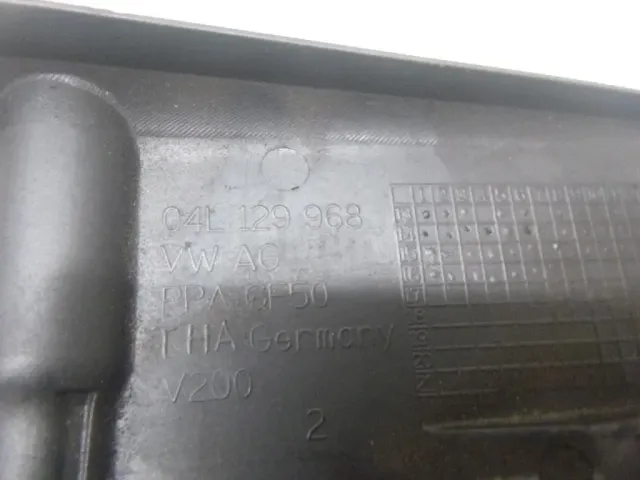 04L 129 968
VW AG
PPA GF50
THA Germany
V200
2